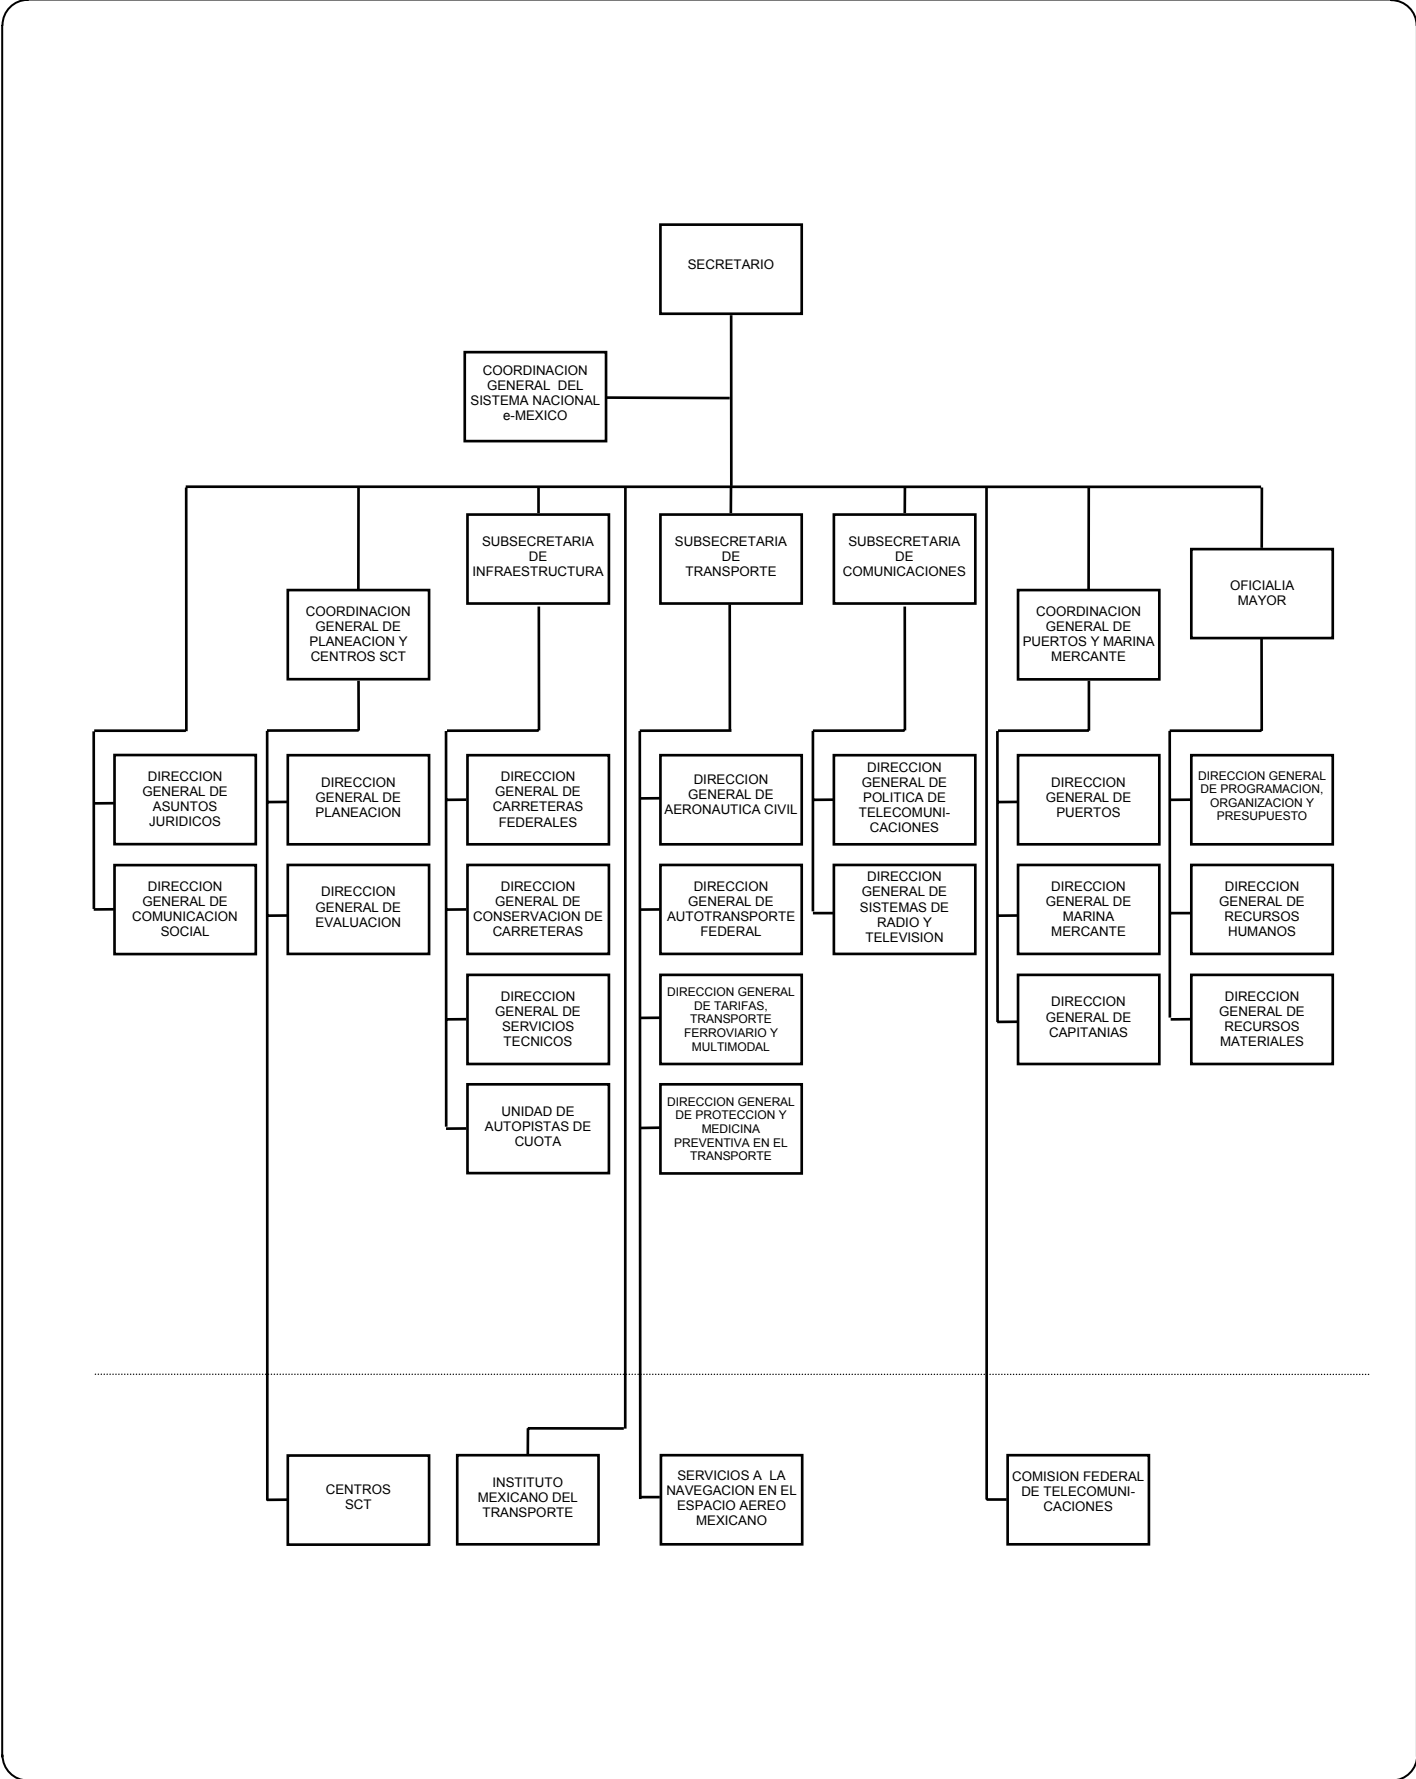 SECRETARIO
COORDINACION
GENERAL  DEL
SISTEMA NACIONAL
e-MEXICO
SUBSECRETARIA
DE
INFRAESTRUCTURA
SUBSECRETARIA
DE
TRANSPORTE
SUBSECRETARIA
DE
COMUNICACIONES
OFICIALIA
MAYOR
COORDINACION
GENERAL DE
PLANEACION Y
CENTROS SCT
COORDINACION
GENERAL DE
PUERTOS Y MARINA
MERCANTE
DIRECCION
GENERAL DE
ASUNTOS
JURIDICOS
DIRECCION
GENERAL DE
PLANEACION
DIRECCION
GENERAL DE
CARRETERAS
FEDERALES
DIRECCION
GENERAL DE
AERONAUTICA CIVIL
DIRECCION
GENERAL DE
POLITICA DE
TELECOMUNI-
CACIONES
DIRECCION
GENERAL DE
PUERTOS
DIRECCION GENERAL
DE PROGRAMACION,
ORGANIZACION Y
PRESUPUESTO
DIRECCION
GENERAL DE
COMUNICACION
SOCIAL
DIRECCION
GENERAL DE
EVALUACION
DIRECCION
GENERAL DE
CONSERVACION DE
CARRETERAS
DIRECCION
GENERAL DE
AUTOTRANSPORTE
FEDERAL
DIRECCION
GENERAL DE
SISTEMAS DE
RADIO Y
TELEVISION
DIRECCION
GENERAL DE
MARINA
MERCANTE
DIRECCION
GENERAL DE
RECURSOS
HUMANOS
DIRECCION
GENERAL DE
SERVICIOS
TECNICOS
DIRECCION GENERAL
DE TARIFAS,
TRANSPORTE
FERROVIARIO Y
MULTIMODAL
DIRECCION
GENERAL DE
CAPITANIAS
DIRECCION
GENERAL DE
RECURSOS
MATERIALES
UNIDAD DE
AUTOPISTAS DE
CUOTA
DIRECCION GENERAL
DE PROTECCION Y
MEDICINA
PREVENTIVA EN EL
TRANSPORTE
CENTROS
SCT
INSTITUTO
MEXICANO DEL
TRANSPORTE
SERVICIOS A  LA
NAVEGACION EN EL
ESPACIO AEREO
MEXICANO
COMISION FEDERAL
DE TELECOMUNI-
CACIONES